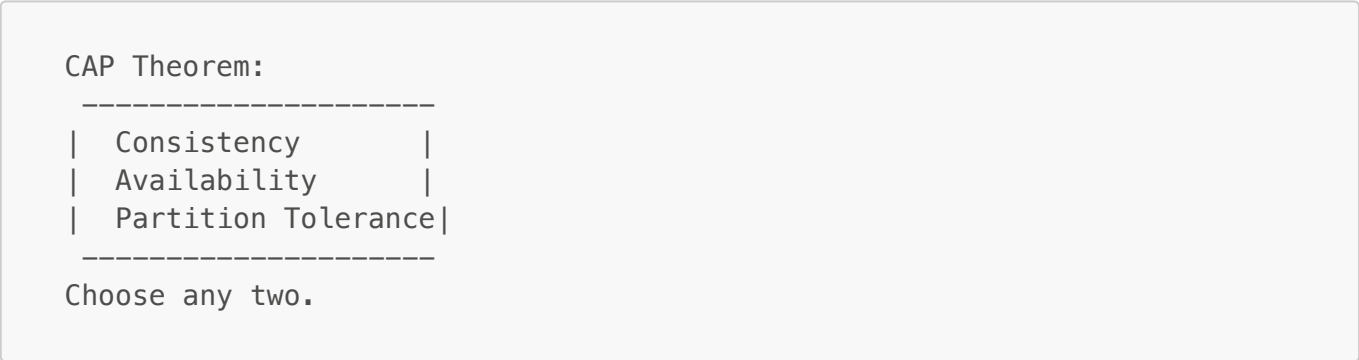 CAP Theorem:
 ---------------------
|  Consistency       |
|  Availability      |
|  Partition Tolerance|
 ---------------------
Choose any two.